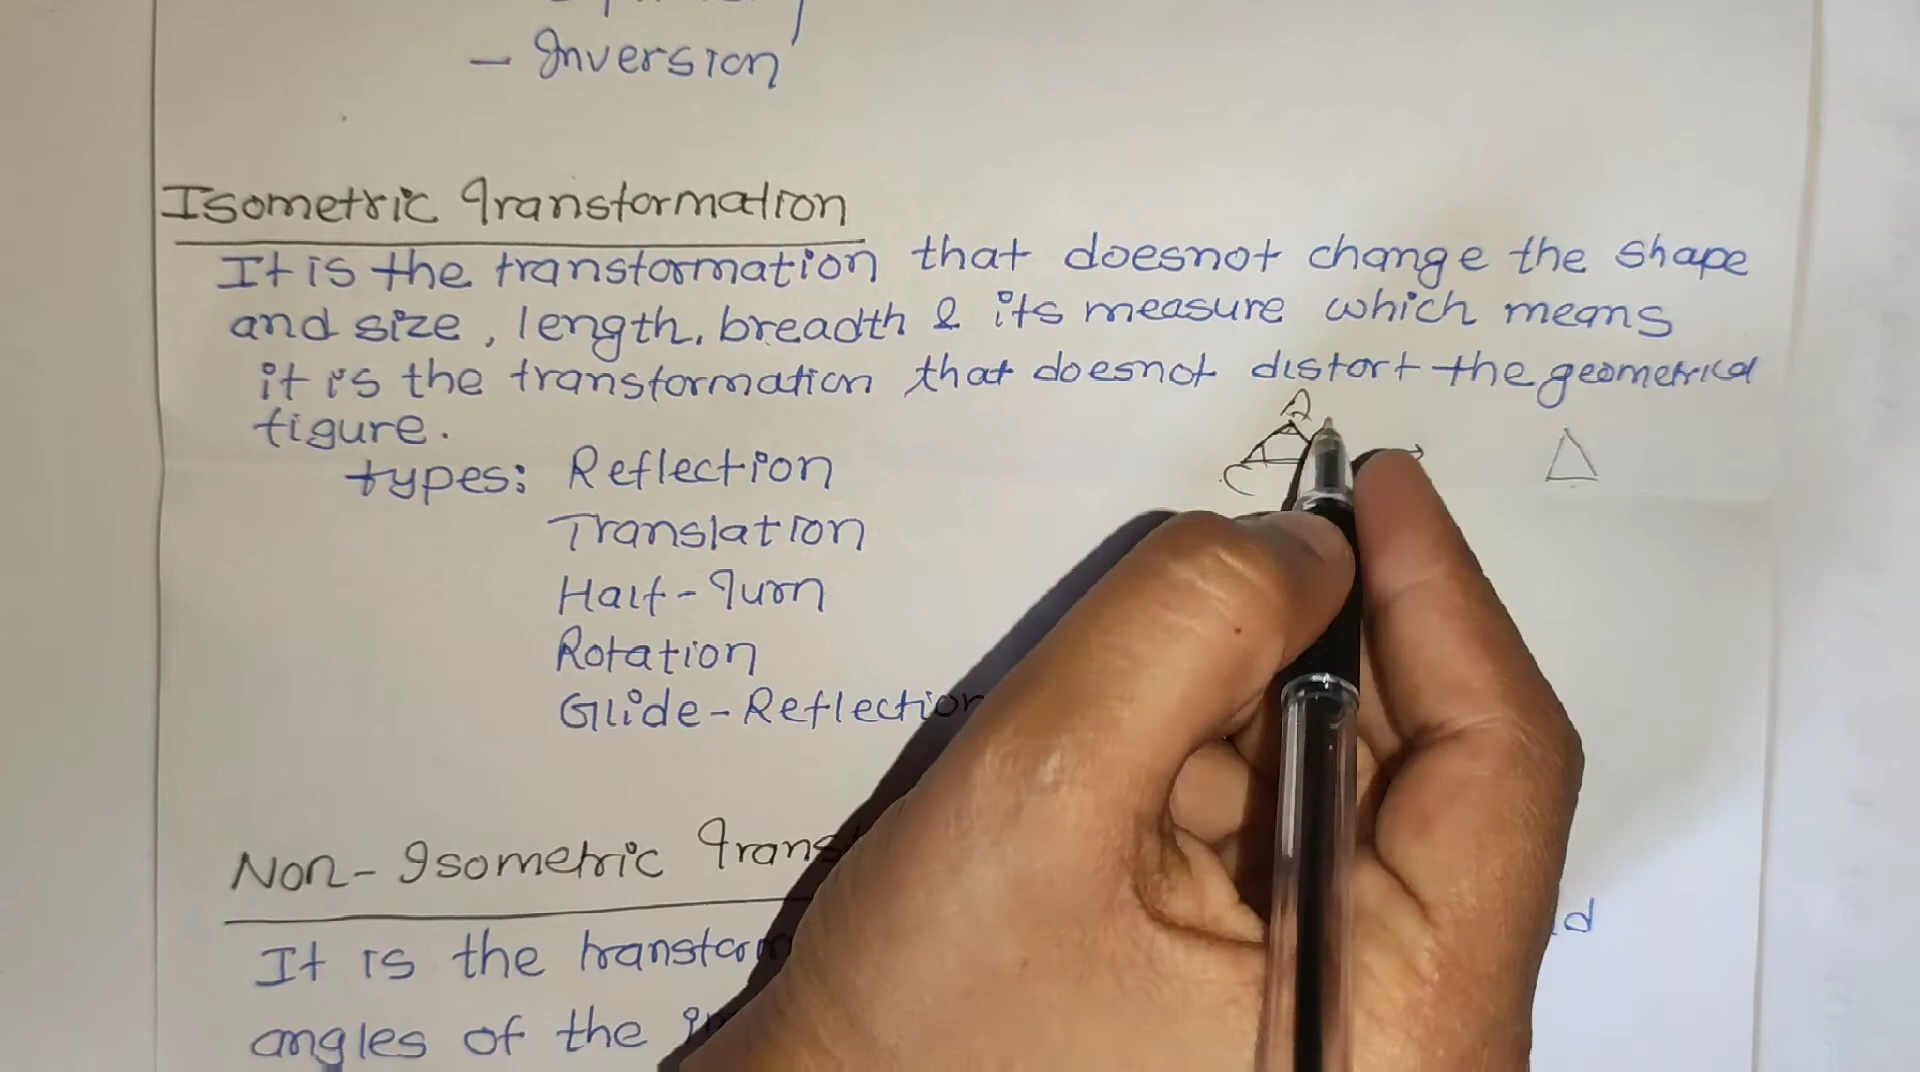 - Inversion
Isometric Transformation
It is the transformation that doesnot change the shape
and size, length, breadth & its measure which means
it is the transformation that doesnot distort the geometrical
figure.
A
C
types: Reflection
Translation
Half-Turn
Rotation
Glide-Reflection
Non-Isometric
It is the
angles of the